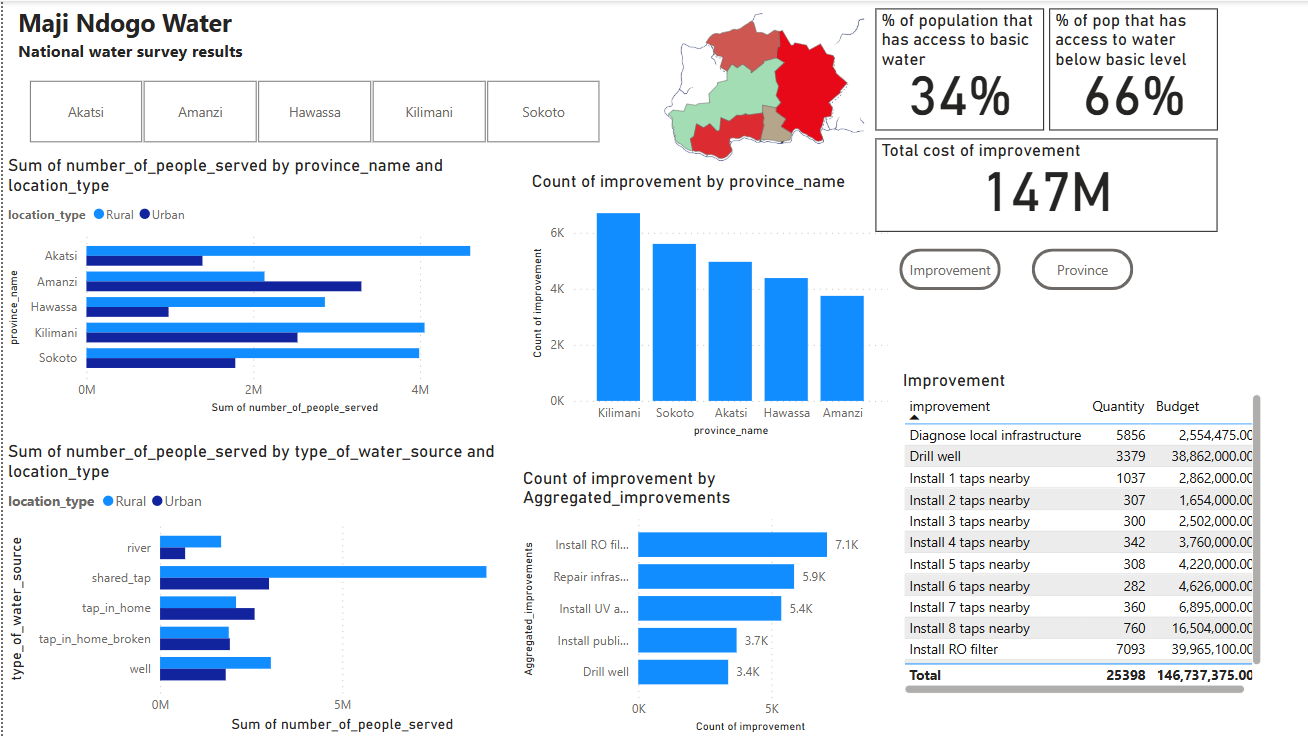 Maji Ndogo Water
National water survey results
Akatsi
Amanzi
Hawassa
Kilimani
Sokoto
% of population that
has access to basic
water
34%
% of pop that has
access to water
below basic level
66%
Total cost of improvement
147M
Improvement
Province
Sum of number_of_people_served by province_name and
location_type
location_type Rural Urban
province_name
Akatsi
Amanzi
Hawassa
Kilimani
Sokoto
0M 2M 4M
Sum of number_of_people_served
Count of improvement by province_name
Count of improvement
6K
4K
2K
0K
Kilimani Sokoto Akatsi Hawassa Amanzi
province_name
Sum of number_of_people_served by type_of_water_source and
location_type
location_type Rural Urban
type_of_water_source
river
shared_tap
tap_in_home
tap_in_home_broken
well
0M 5M
Sum of number_of_people_served
Count of improvement by
Aggregated_improvements
Aggregated_improvements
Install RO fil... 7.1K
Repair infras... 5.9K
Install UV a... 5.4K
Install publi... 3.7K
Drill well 3.4K
0K 5K
Count of improvement
Improvement
improvement Quantity Budget
Diagnose local infrastructure 5856 2,554,475.00
Drill well 3379 38,862,000.00
Install 1 taps nearby 1037 2,862,000.00
Install 2 taps nearby 307 1,654,000.00
Install 3 taps nearby 300 2,502,000.00
Install 4 taps nearby 342 3,760,000.00
Install 5 taps nearby 308 4,220,000.00
Install 6 taps nearby 282 4,626,000.00
Install 7 taps nearby 360 6,895,000.00
Install 8 taps nearby 760 16,504,000.00
Install RO filter 7093 39,965,100.00
Total 25398 146,737,375.00